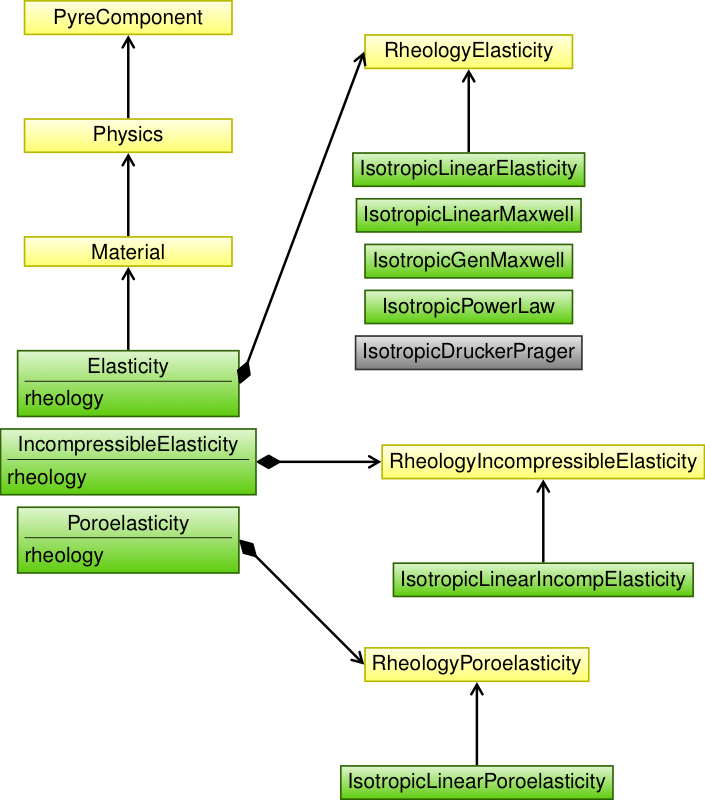 PyreComponent
Physics
Material
Elasticity
rheology
IncompressibleElasticity
rheology
Poroelasticity
rheology
RheologyElasticity
IsotropicLinearElasticity
IsotropicLinearMaxwell
IsotropicGenMaxwell
IsotropicPowerLaw
IsotropicDruckerPrager
RheologyIncompressibleElasticity
IsotropicLinearIncompElasticity
RheologyPoroelasticity
IsotropicLinearPoroelasticity